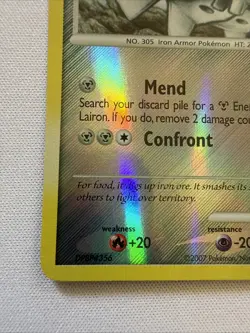 NO. 305 Iron Armor Pokémon HT:
Mend
Search your discard pile for a Ene
Lairon. If you do, remove 2 damage co
Confront
For food, it digs up iron ore. It smashes its
others to fight over territory.
weakness
resistance
+20
-20
©2007 Pokémon/Nin